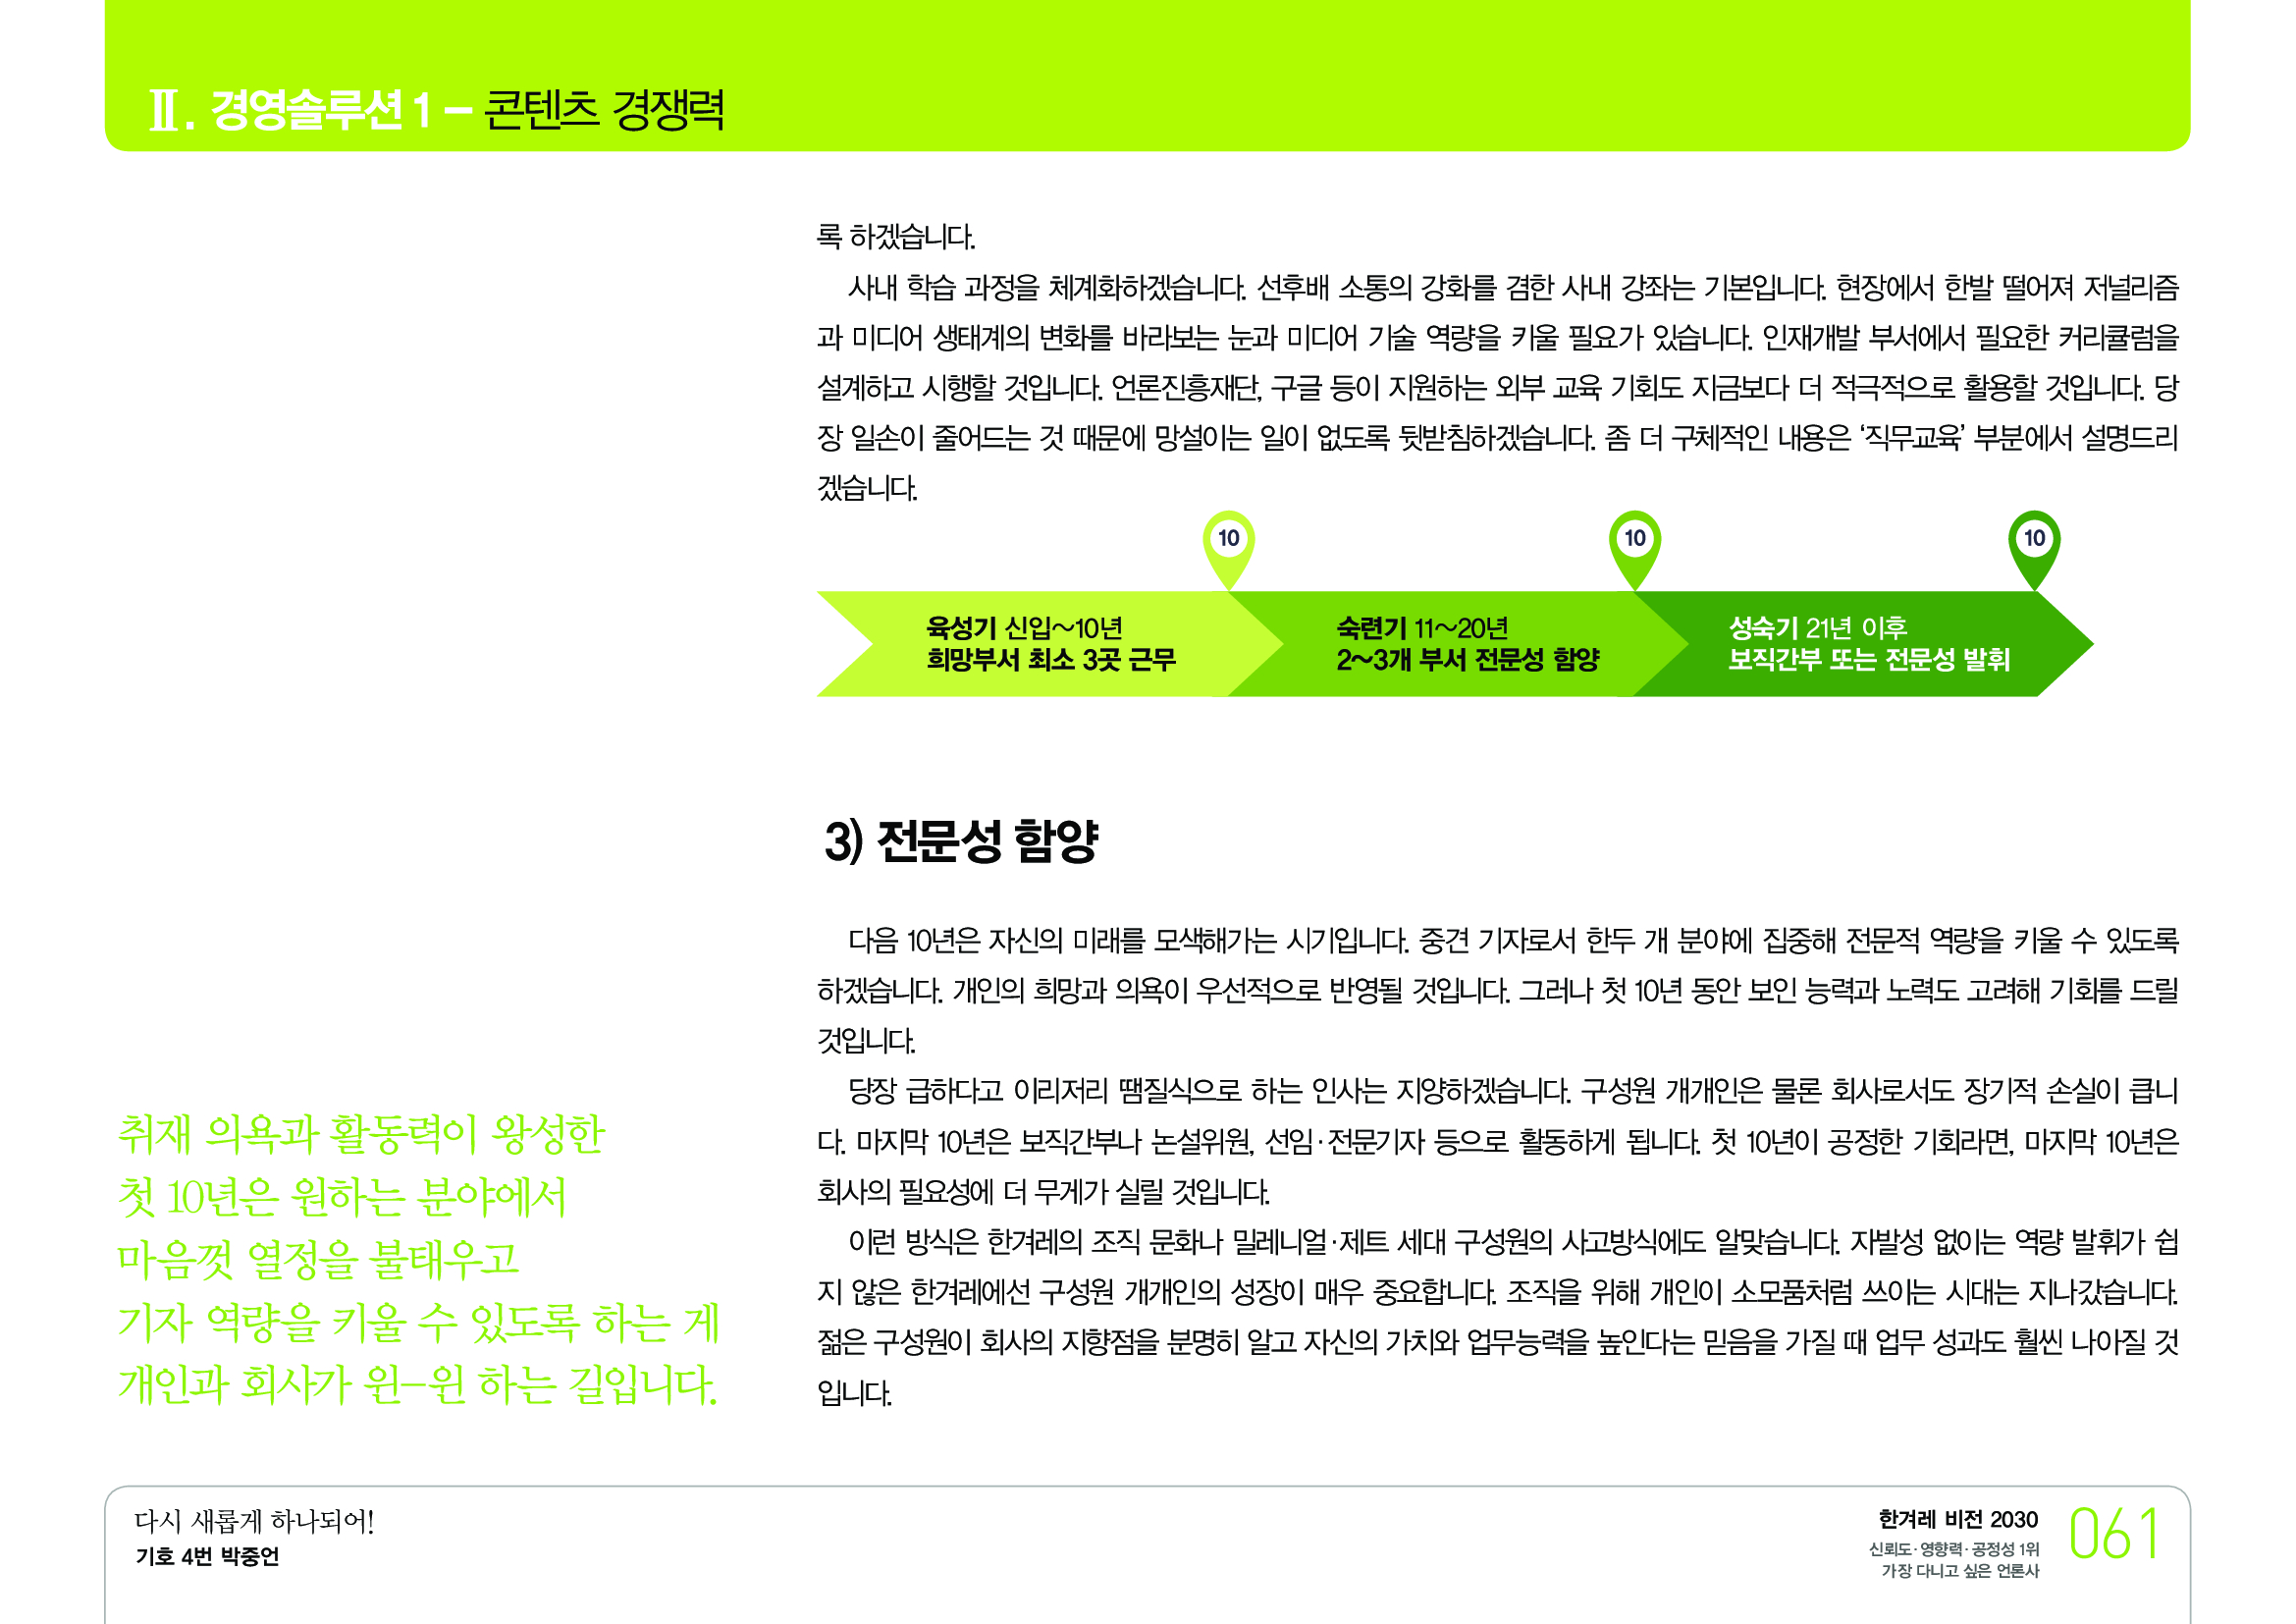 Ⅱ. 경영솔루션 1 – 콘텐츠 경쟁력
록 하겠습니다.
사내 학습 과정을 체계화하겠습니다. 선후배 소통의 강화를 겸한 사내 강좌는 기본입니다. 현장에서 한발 떨어져 저널리즘
과 미디어 생태계의 변화를 바라보는 눈과 미디어 기술 역량을 키울 필요가 있습니다. 인재개발 부서에서 필요한 커리큘럼을
설계하고 시행할 것입니다. 언론진흥재단, 구글 등이 지원하는 외부 교육 기회도 지금보다 더 적극적으로 활용할 것입니다. 당
장 일손이 줄어드는 것 때문에 망설이는 일이 없도록 뒷받침하겠습니다. 좀 더 구체적인 내용은 ‘직무교육’ 부분에서 설명드리
겠습니다.
10
10
10
육성기 신입~10년
희망부서 최소 3곳 근무
숙련기 11~20년
2~3개 부서 전문성 함양
성숙기 21년 이후
보직간부 또는 전문성 발휘
3) 전문성 함양
다음 10년은 자신의 미래를 모색해가는 시기입니다. 중견 기자로서 한두 개 분야에 집중해 전문적 역량을 키울 수 있도록
하겠습니다. 개인의 희망과 의욕이 우선적으로 반영될 것입니다. 그러나 첫 10년 동안 보인 능력과 노력도 고려해 기회를 드릴
것입니다.
당장 급하다고 이리저리 땜질식으로 하는 인사는 지양하겠습니다. 구성원 개개인은 물론 회사로서도 장기적 손실이 큽니
다. 마지막 10년은 보직간부나 논설위원, 선임·전문기자 등으로 활동하게 됩니다. 첫 10년이 공정한 기회라면, 마지막 10년은
회사의 필요성에 더 무게가 실릴 것입니다.
이런 방식은 한겨레의 조직 문화나 밀레니얼·제트 세대 구성원의 사고방식에도 알맞습니다. 자발성 없이는 역량 발휘가 쉽
지 않은 한겨레에선 구성원 개개인의 성장이 매우 중요합니다. 조직을 위해 개인이 소모품처럼 쓰이는 시대는 지나갔습니다.
젊은 구성원이 회사의 지향점을 분명히 알고 자신의 가치와 업무능력을 높인다는 믿음을 가질 때 업무 성과도 훨씬 나아질 것
입니다.
취재 의욕과 활동력이 왕성한
첫 10년은 원하는 분야에서
마음껏 열정을 불태우고
기자 역량을 키울 수 있도록 하는 게
개인과 회사가 윈-윈 하는 길입니다.
다시 새롭게 하나되어!
기호 4번 박중언
한겨레 비전 2030
신뢰도·영향력·공정성 1위
가장 다니고 싶은 언론사
061